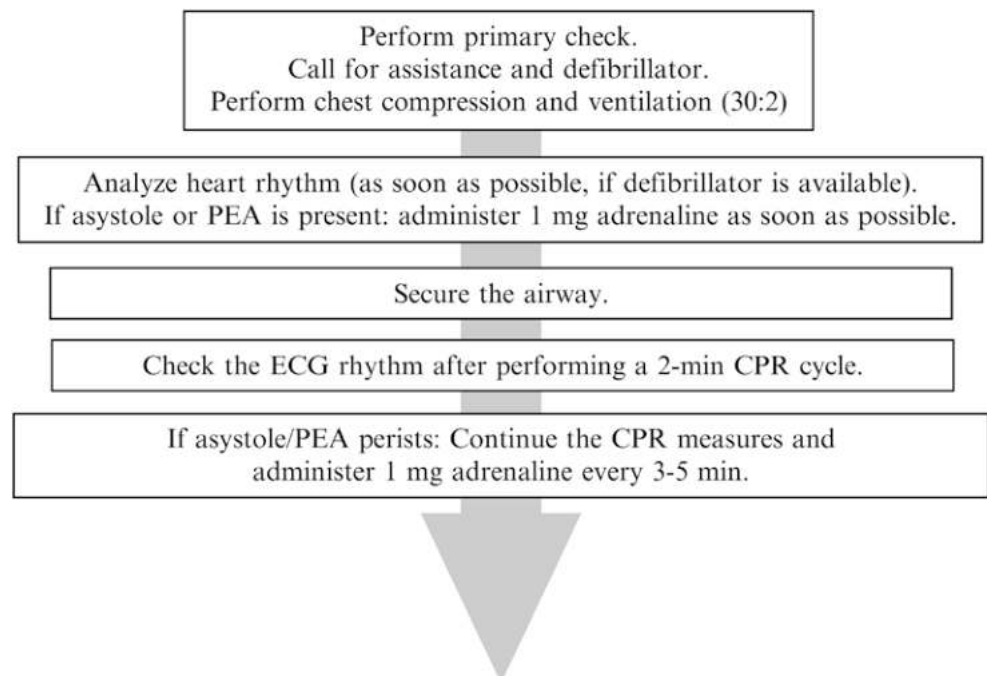 Perform primary check.
Call for assistance and defibrillator.
Perform chest compression and ventilation (30:2)
Analyze heart rhythm (as soon as possible, if defibrillator is available).
If asystole or PEA is present: administer 1 mg adrenaline as soon as possible.
Secure the airway.
Check the ECG rhythm after performing a 2-min CPR cycle.
If asystole/PEA perists: Continue the CPR measures and
administer 1 mg adrenaline every 3-5 min.